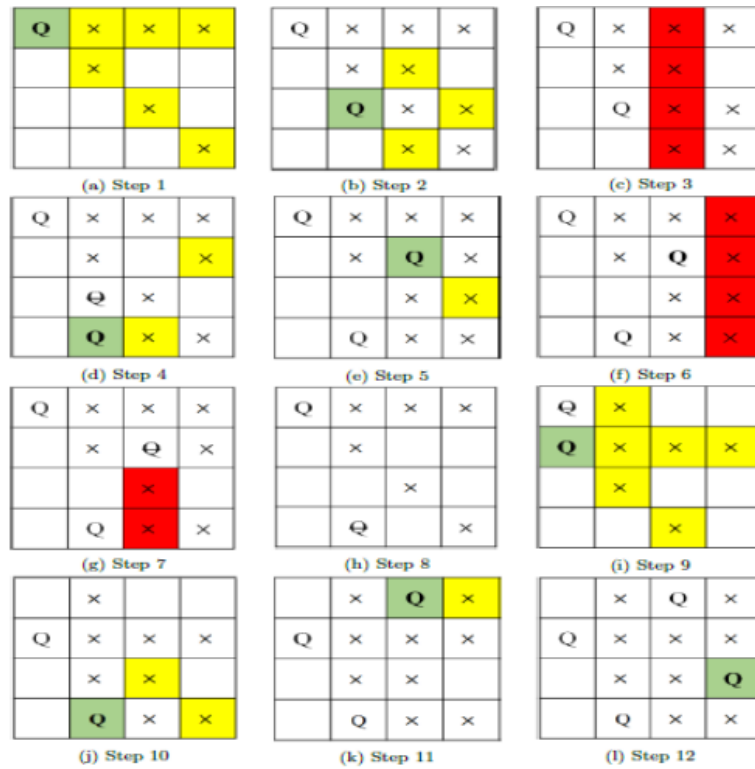 Q × × ×
×
×
×
(a) Step 1
Q × × ×
× ×
Q × ×
× ×
(b) Step 2
Q × × ×
× ×
Q × ×
× ×
(c) Step 3
Q × × ×
× ×
Q ×
Q × ×
(d) Step 4
Q × × ×
× Q ×
× ×
Q × ×
(e) Step 5
Q × × ×
× Q ×
× ×
Q × ×
(f) Step 6
Q × × ×
× Q ×
×
Q × ×
(g) Step 7
Q × × ×
×
×
Q ×
(h) Step 8
Q ×
Q × × ×
×
×
(i) Step 9
×
Q × × ×
× ×
Q × ×
(j) Step 10
× Q ×
Q × × ×
× ×
Q × ×
(k) Step 11
× Q ×
Q × × ×
× × Q
Q × ×
(l) Step 12